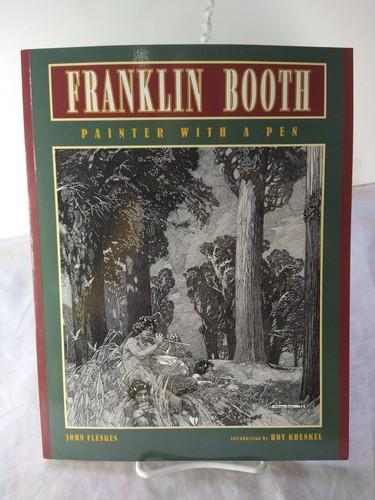 FRANKLIN BOOTH
PAINTER WITH A PEN
JOHN FLESKES
introduction by ROY KRENKEL